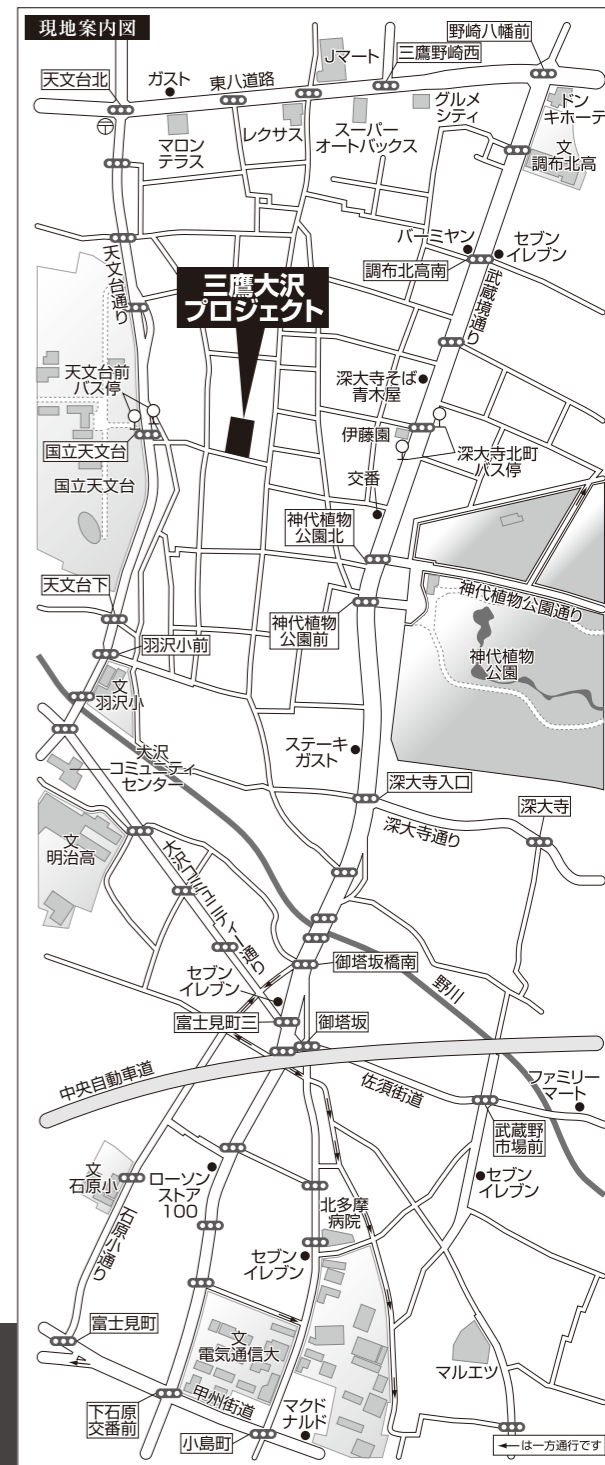 現地案内図
野崎八幡前
Jマート
三鷹野崎西
天文台北
ガスト
東八道路
マロン
テラス
レクサス
スーパー
オートバックス
グルメ
シティ
ドン
キホーテ
文
調布北高
バーミヤン
セブン
イレブン
調布北高南
天文台通り
武蔵境通り
三鷹大沢
プロジェクト
深大寺そば
青木屋
天文台前
バス停
伊藤園
国立天文台
深大寺北町
バス停
国立天文台
交番
神代植物
公園北
天文台下
神代植物公園通り
神代植物
公園前
羽沢小前
神代植物
公園
文
羽沢小
ステーキ
ガスト
大沢
コミュニティ
センター
深大寺入口
深大寺
深大寺通り
文
明治高
大沢コミュニティー通り
御塔坂橋南
セブン
イレブン
野川
富士見町三
御塔坂
中央自動車道
佐須街道
ファミリー
マート
武蔵野
市場前
文
石原小
ローソン
ストア
100
セブン
イレブン
北多摩
病院
石原小通り
セブン
イレブン
富士見町
文
電気通信大
マルエツ
甲州街道
下石原
交番前
マクド
ナルド
小島町
←は一方通行です